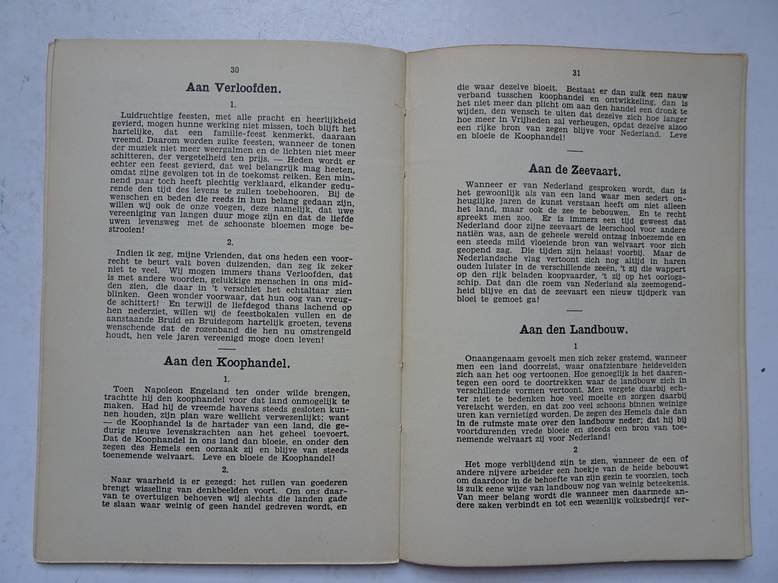 30
Aan Verloofden.
1.
Luidruchtige feesten, met alle pracht en heerlijkheid
gevierd, mogen hunne werking niet missen, toch blijft het
hartelijke, dat een familie-feest kenmerkt, daaraan
vreemd. Daarom worden zulke feesten, wanneer de tonen
der muziek niet meer weergalmen en de lichten niet meer
schitteren, der vergetelheid ten prijs. — Heden wordt er
echter een feest gevierd, dat wel belangrijk mag heeten,
omdat zijne gevolgen tot in de toekomst reiken. Een min-
nend paar toch heeft plechtig verklaard, elkander gedu-
rende den tijd des levens te zullen toebehooren. Bij de
wenschen en beden die reeds in hun belang gedaan zijn,
willen wij ook de onze voegen, deze namelijk, dat uwe
vereeniging van langen duur moge zijn en dat de liefde
uwen levensweg met de schoonste bloemen moge be-
strooien!
2.
Indien ik zeg, mijne Vrienden, dat ons heden een voor-
recht te beurt valt boven duizenden, dan zeg ik zeker
niet te veel. Wij mogen immers thans Verloofden, dat
is met andere woorden, gelukkige menschen in ons mid-
den zien, die daar in 't verschiet het echtaltaar zien
blinken. Geen wonder voorwaar, dat hun oog van vreug-
de schittert! En terwijl de liefdegod thans lachend op
hen nederziet, willen wij de feestbokalen vullen en de
aanstaande Bruid en Bruidegom hartelijk groeten, tevens
wenschende dat de rozenband die hen nu omstrengeld
houdt, hen vele jaren vereenigd moge doen leven!
Aan den Koophandel.
1.
Toen Napoleon Engeland ten onder wilde brengen,
trachtte hij den koophandel voor dat land onmogelijk te
maken. Had hij de vreemde havens steeds gesloten kun-
nen houden, zijn plan ware wellicht verwezenlijkt; want
— de Koophandel is de hartader van een land, die ge-
durig nieuwe levenskrachten aan het geheel toevoert.
Dat de Koophandel in ons land dan bloeie, en onder den
zegen des Hemels een oorzaak zij en blijve van steeds
toenemende welvaart. Leve en bloeie de Koophandel!
2.
Naar waarheid is er gezegd: het ruilen van goederen
brengt wisseling van denkbeelden voort. Om ons daar-
van te overtuigen behoeven wij slechts die landen gade
te slaan waar weinig of geen handel gedreven wordt, en
31
die waar dezelve bloeit. Bestaat er dan zulk een nauw
verband tusschen koophandel en ontwikkeling, dan is
het niet meer dan plicht om aan den handel een dronk te
wijden, den wensch te uiten dat dezelve zich hoe langer
hoe meer in Vrijheden zal verheugen, opdat dezelve alzoo
een rijke bron van zegen blijve voor Nederland. Leve
en bloeie de Koophandel!
Aan de Zeevaart.
Wanneer er van Nederland gesproken wordt, dan is
het gewoonlijk als van een land waar men sedert on-
heuglijke jaren de kunst verstaan heeft om niet alleen
het land, maar ook de zee te bebouwen. En te recht
spreekt men zoo. Er is immers een tijd geweest dat
Nederland door zijne zeevaart de leerschool voor andere
natiën was, aan de geheele wereld ontzag inboezemde en
een steeds mild vloeiende bron van welvaart voor zich
geopend zag. Die tijden zijn helaas! voorbij. Maar de
Nederlandsche vlag vertoont zich nog altijd in haren
ouden luister in de verschillende zeeën, 't zij die wappert
op den rijk beladen koopvaarder, 't zij op het oorlogs-
schip. Dat dan die roem van Nederland als zeemogend-
heid blijve en dat de zeevaart een nieuw tijdperk van
bloei te gemoet ga!
Aan den Landbouw.
1
Onaangenaam gevoelt men zich zeker gestemd, wanneer
men een land doorreist, waar onafzienbare heidevelden
zich aan het oog vertoonen. Hoe genoeglijk is het daaren-
tegen een oord te doortrekken waar de landbouw zich in
verschillende vormen vertoont. Men vergete daarbij ech-
ter niet te bedenken hoe veel moeite en zorgen daarbij
vereischt werden, en dat zoo veel schoons binnen weinige
uren kan vernietigd worden. De zegen des Hemels dale dan
in de ruimste mate over den landbouw neder; dat hij bij
voortdurenden vrede bloeie en steeds een bron van toe-
nemende welvaart zij voor Nederland!
2
Het moge verblijdend zijn te zien, wanneer de een of
andere nijvere arbeider een hoekje van de heide bebouwt
om daardoor in de behoefte van zijn gezin te voorzien, toch
is zulk eene wijze van landbouw nog van weinig beteekenis.
Van meer belang wordt die wanneer men daarmede an-
dere zaken verbindt en tot een wezenlijk volksbedrijf ver-